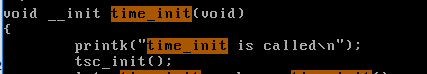 void __init time_init(void)
{
printk("time_init is called\n");
tsc_init();